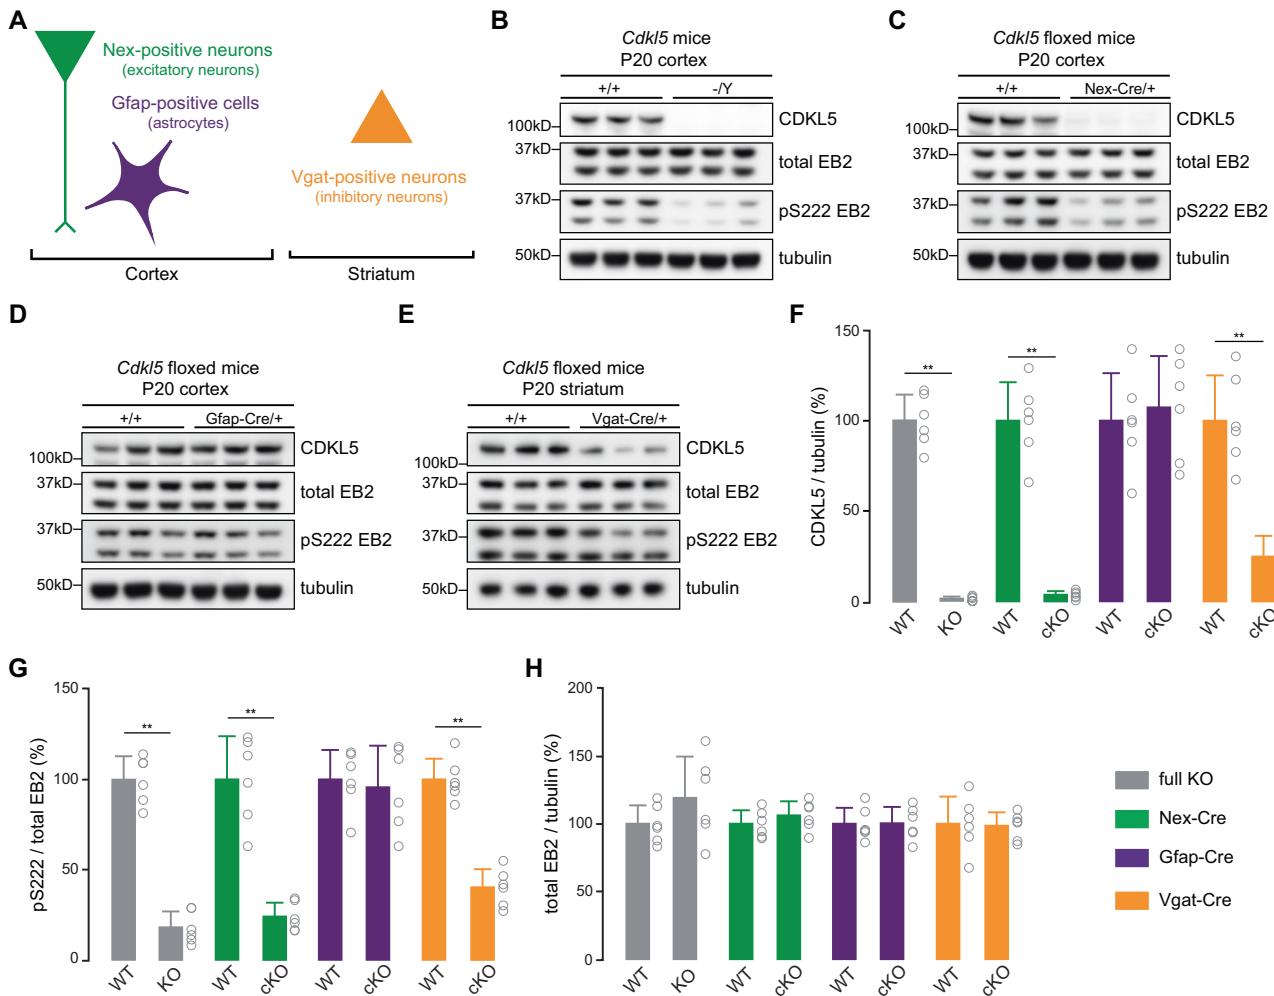 A
Nex-positive neurons
(excitatory neurons)
Gfap-positive cells
(astrocytes)
Vgat-positive neurons
(inhibitory neurons)
Cortex
Striatum
B
Cdkl5 mice
P20 cortex
+/+
-/Y
100kD
CDKL5
37kD
total EB2
37kD
pS222 EB2
50kD
tubulin
C
Cdkl5 floxed mice
P20 cortex
+/+
Nex-Cre/+
100kD
CDKL5
37kD
total EB2
37kD
pS222 EB2
50kD
tubulin
D
Cdkl5 floxed mice
P20 cortex
+/+
Gfap-Cre/+
100kD
CDKL5
37kD
total EB2
37kD
pS222 EB2
50kD
tubulin
E
Cdkl5 floxed mice
P20 striatum
+/+
Vgat-Cre/+
100kD
CDKL5
37kD
total EB2
37kD
pS222 EB2
50kD
tubulin
F
CDKL5 / tubulin (%)
150
100
50
0
**
**
**
WT
KO
WT
cKO
WT
cKO
WT
cKO
G
pS222 / total EB2 (%)
150
100
50
0
**
**
**
WT
KO
WT
cKO
WT
cKO
WT
cKO
H
total EB2 / tubulin (%)
200
150
100
50
0
WT
KO
WT
cKO
WT
cKO
WT
cKO
full KO
Nex-Cre
Gfap-Cre
Vgat-Cre